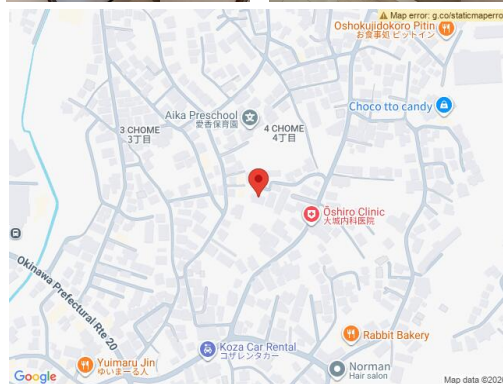 Map error: g.co/staticmaperro
Oshokujidokoro Pitin
お食事処 ピットイン
Choco tto candy
Aika Preschool
愛香保育園
3 CHOME
3丁目
4 CHOME
4丁目
Ōshiro Clinic
大城内科医院
Okinawa Prefectural Rte 20
Koza Car Rental
コザレンタカー
Rabbit Bakery
Yuimaru Jin
ゆいまーる人
Norman
Hair salon
Google
Map data ©202